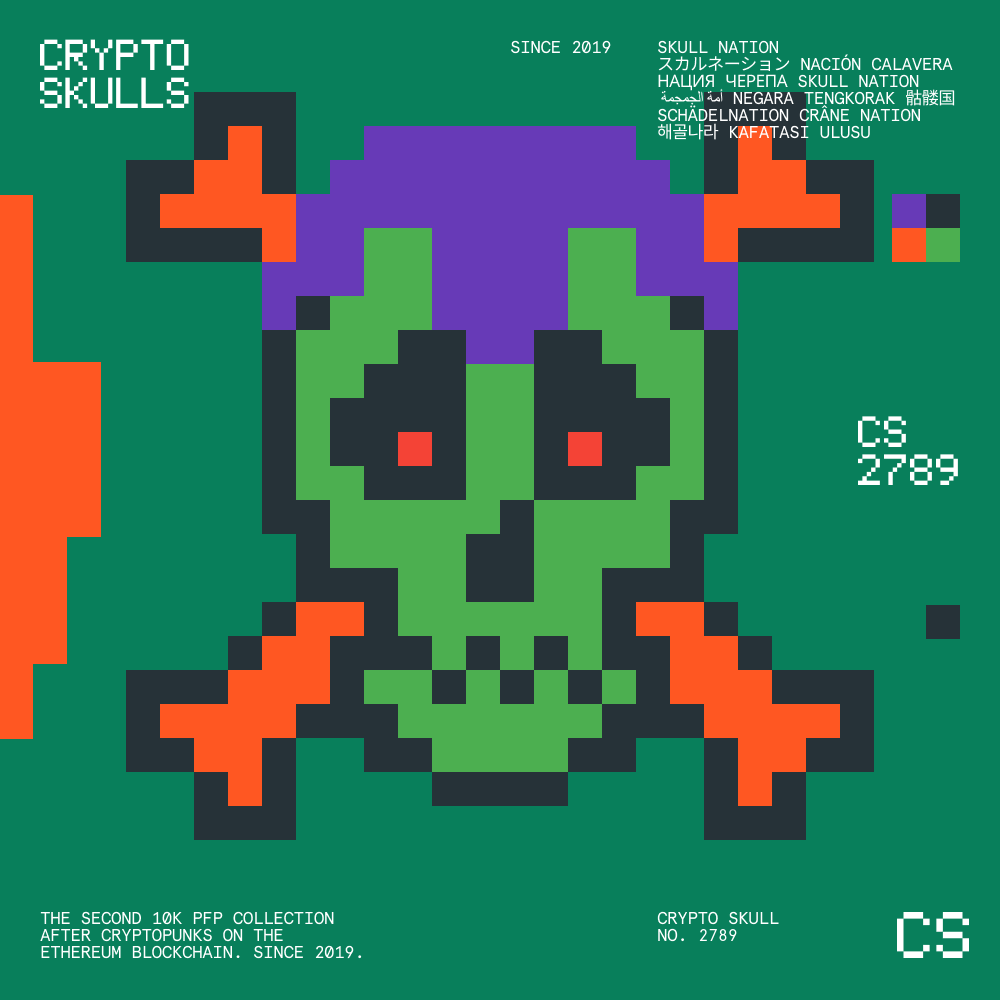 CRYPTO
SKULLS
SINCE 2019
SKULL NATION
スカルネーション NACIÓN CALAVERA
НАЦИЯ ЧЕРЕПА SKULL NATION
أمة الجمجمة NEGARA TENGKORAK 骷髅国
SCHÄDELNATION CRÂNE NATION
해골나라 KAFATASI ULUSU
CS
2789
THE SECOND 10K PFP COLLECTION
AFTER CRYPTOPUNKS ON THE
ETHEREUM BLOCKCHAIN. SINCE 2019.
CRYPTO SKULL
NO. 2789
CS